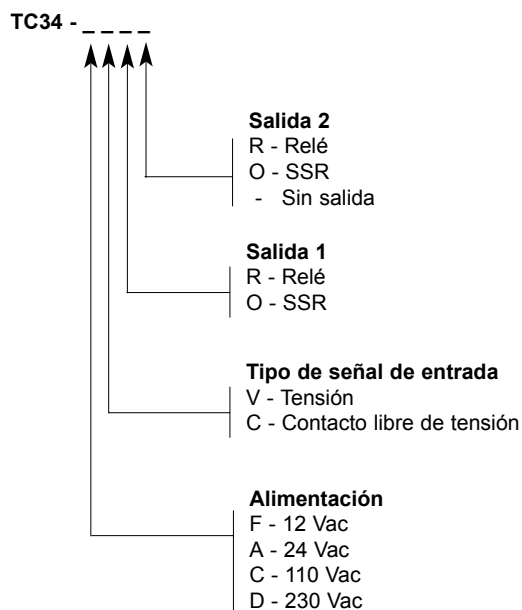 TC34 - _ _ _ _
Salida 2
R - Relé
O - SSR
- Sin salida
Salida 1
R - Relé
O - SSR
Tipo de señal de entrada
V - Tensión
C - Contacto libre de tensión
Alimentación
F - 12 Vac
A - 24 Vac
C - 110 Vac
D - 230 Vac